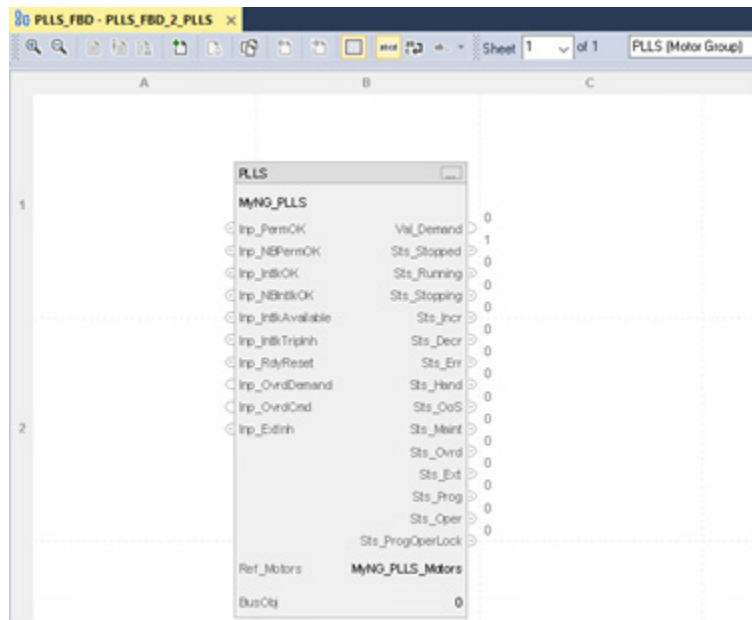 PLLS_FBD - PLLS_FBD_2_PLLS ×
Sheet 1 of 1 PLLS (Motor Group)
A B C
PLLS ...
1 MyNG_PLLS
Inp_PermOK Val_Demand 0
Inp_NBPermOK Sts_Stopped 1
Inp_IntlkOK Sts_Running 0
Inp_NBIntlkOK Sts_Stopping 0
Inp_IntlkAvailable Sts_Incr 0
Inp_IntlkTripInh Sts_Decr 0
Inp_RdyReset Sts_Err 0
Inp_OvrdDemand Sts_Hand 0
Inp_OvrdCmd Sts_OoS 0
2 Inp_ExtInh Sts_Maint 0
Sts_Ovrd 0
Sts_Ext 0
Sts_Prog 0
Sts_Oper 0
Sts_ProgOperLock 0
Ref_Motors MyNG_PLLS_Motors
BusObj 0